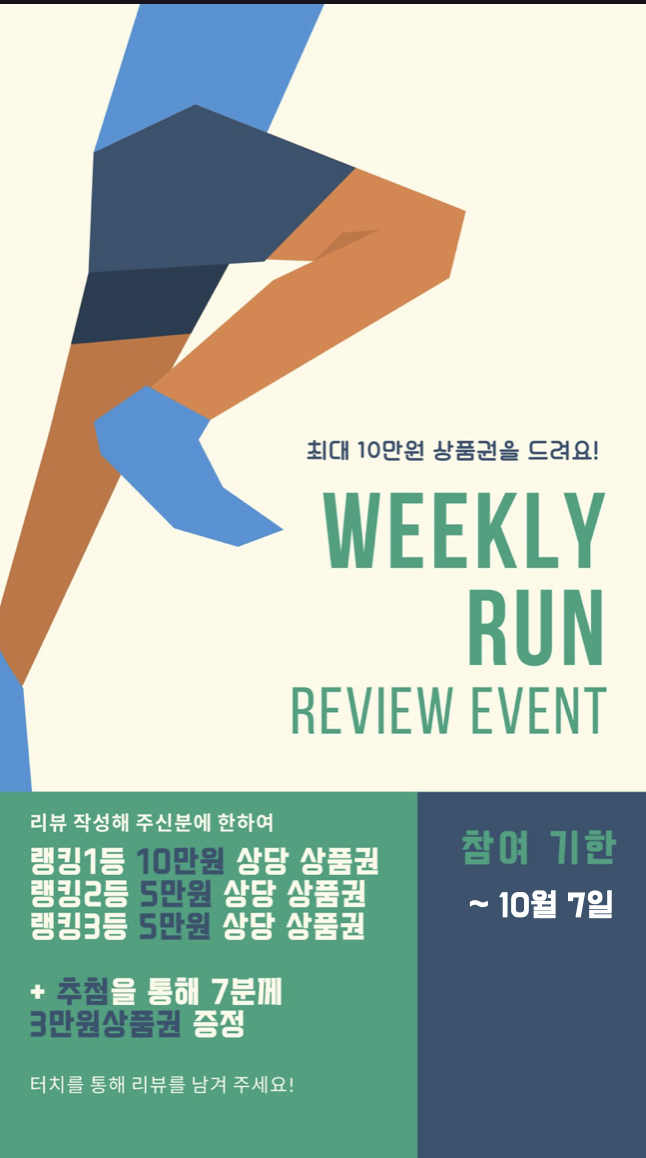 최대 10만원 상품권을 드려요!
WEEKLY
RUN
REVIEW EVENT
리뷰 작성해 주신분에 한하여
랭킹1등 10만원 상당 상품권
랭킹2등 5만원 상당 상품권
랭킹3등 5만원 상당 상품권
+ 추첨을 통해 7분께
3만원상품권 증정
터치를 통해 리뷰를 남겨 주세요!
참여 기한
~ 10월 7일